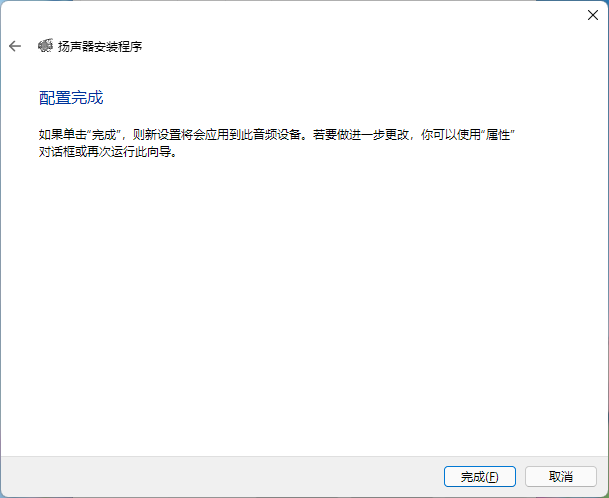 扬声器安装程序
配置完成
如果单击“完成”，则新设置将会应用到此音频设备。若要做进一步更改，你可以使用“属性”
对话框或再次运行此向导。
完成(F)
取消